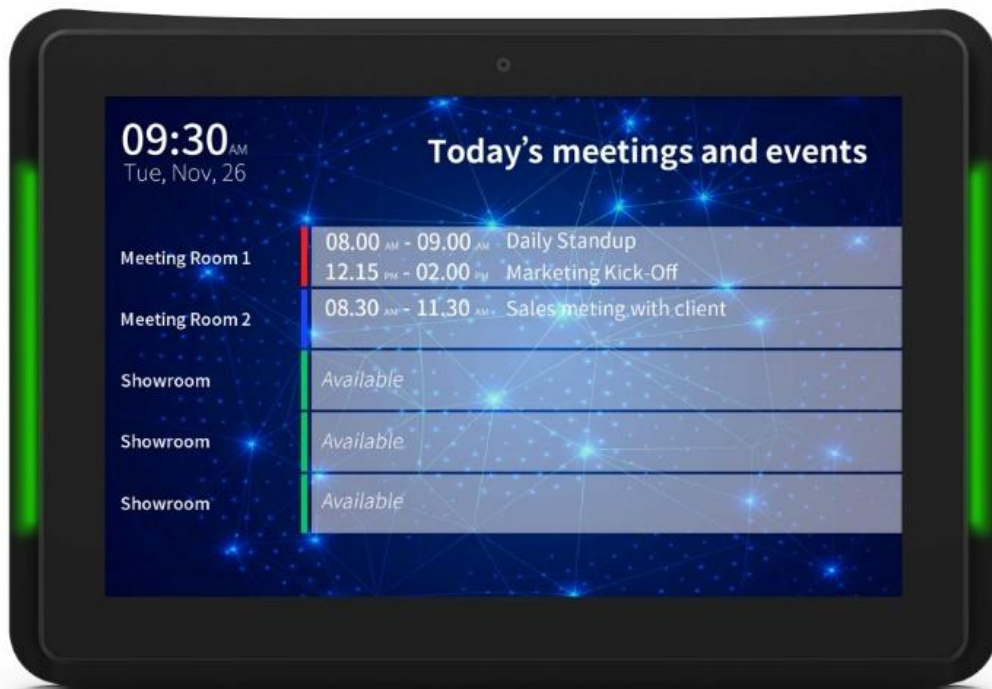 09:30 AM
Today's meetings and events
Tue, Nov, 26
Meeting Room 1
08.00 AM - 09.00 AM Daily Standup
12.15 PM - 02.00 PM Marketing Kick-Off
Meeting Room 2
08.30 AM - 11.30 AM Sales meting with client
Showroom
Available
Showroom
Available
Showroom
Available